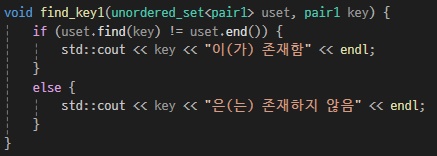 void find_key1(unordered_set<pair1> uset, pair1 key) {
if (uset.find(key) != uset.end()) {
std::cout << key << "이(가) 존재함" << endl;
}
else {
std::cout << key << "은(는) 존재하지 않음" << endl;
}
}